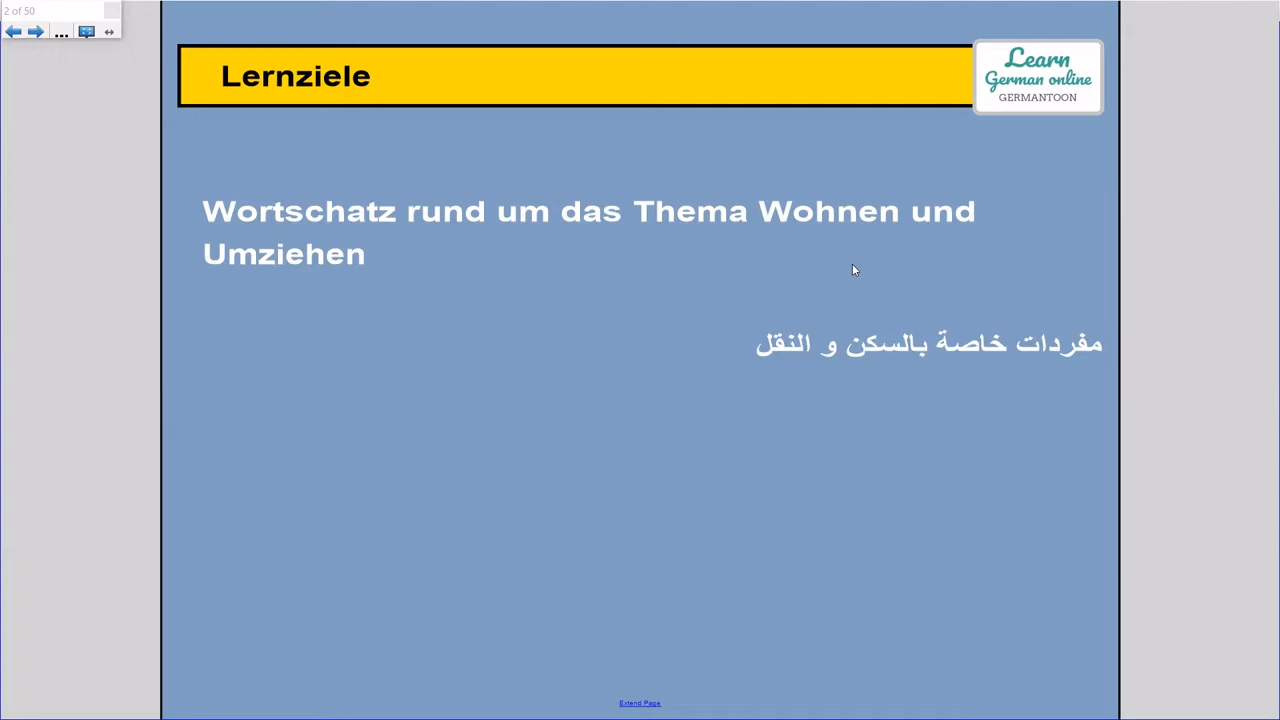 2 of 50
...
Lernziele
Learn
German online
GERMANTOON
Wortschatz rund um das Thema Wohnen und
Umziehen
مفردات خاصة بالسكن و النقل
Extend Page